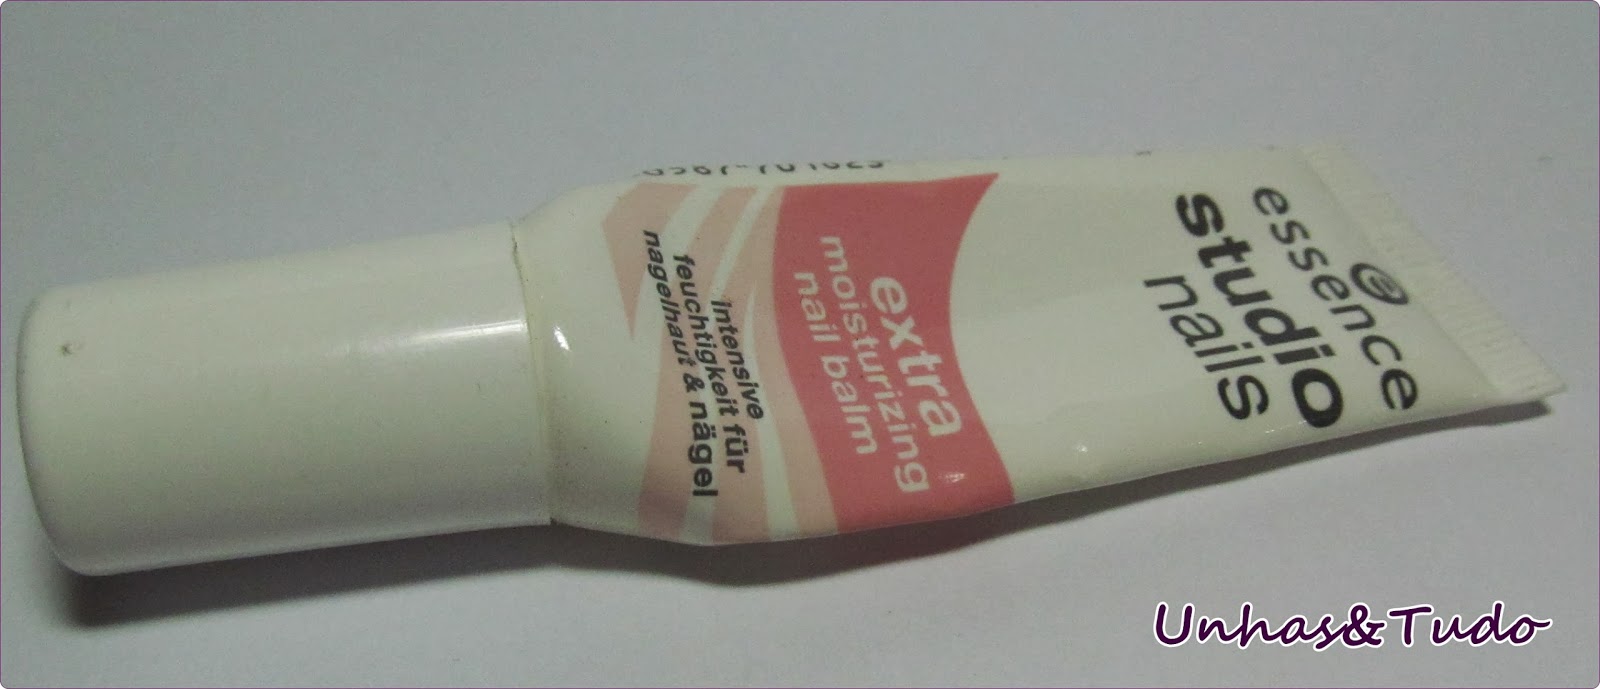 essence
studio
nails
extra
moisturizing
nail balm
intensive
feuchtigkeit für
nagelhaut & nägel
Unhas&Tudo